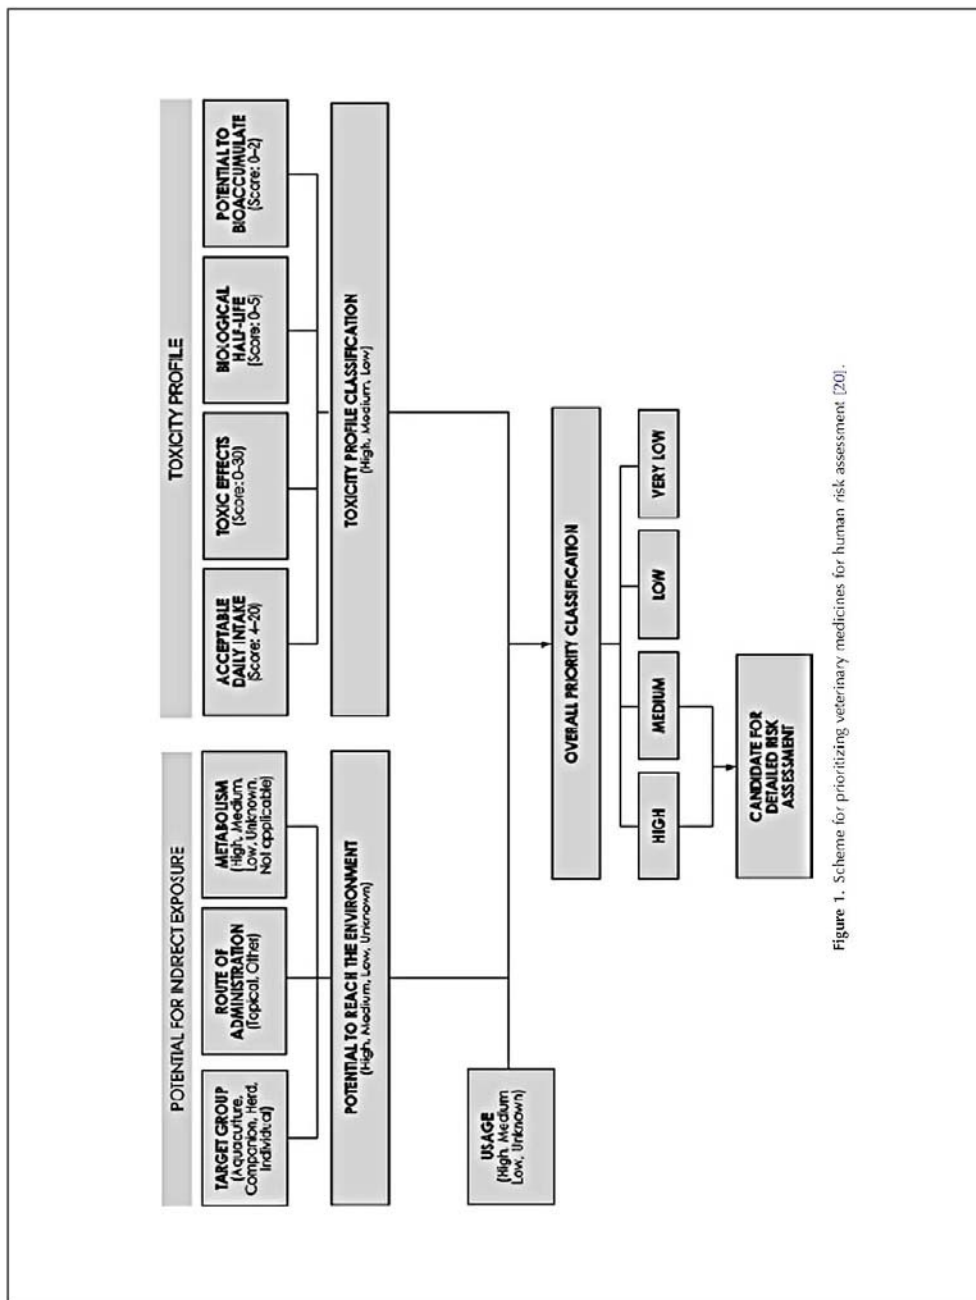 POTENTIAL FOR INDIRECT EXPOSURE
TARGET GROUP
(Aquaculture,
Companion, Herd,
Individual)
ROUTE OF
ADMINISTRATION
(Topical, Other)
METABOLISM
(High, Medium,
Low, Unknown,
Not applicable)
POTENTIAL TO REACH THE ENVIRONMENT
(High, Medium, Low, Unknown)
TOXICITY PROFILE
ACCEPTABLE
DAILY INTAKE
(Score: 4–20)
TOXIC EFFECTS
(Score: 0–30)
BIOLOGICAL
HALF-LIFE
(Score: 0–5)
POTENTIAL TO
BIOACCUMULATE
(Score: 0–2)
TOXICITY PROFILE CLASSIFICATION
(High, Medium, Low)
USAGE
(High, Medium
Low, Unknown)
OVERALL PRIORITY CLASSIFICATION
HIGH
MEDIUM
LOW
VERY LOW
CANDIDATE FOR
DETAILED RISK
ASSESSMENT
Figure 1. Scheme for prioritizing veterinary medicines for human risk assessment [20].